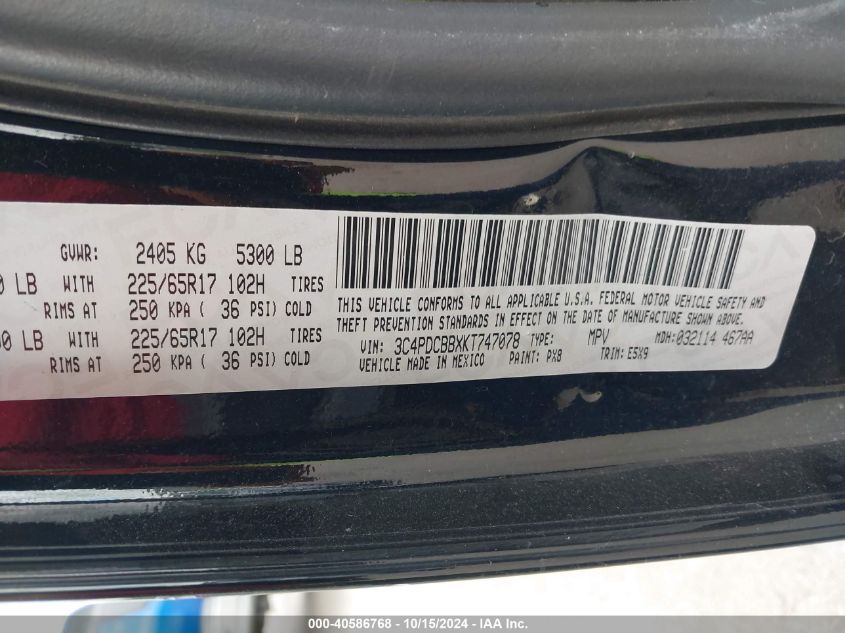 GVWR: 2405 KG 5300 LB
0 LB WITH 225/65R17 102H TIRES
RIMS AT 250 KPA ( 36 PSI) COLD
60 LB WITH 225/65R17 102H TIRES
RIMS AT 250 KPA ( 36 PSI) COLD
THIS VEHICLE CONFORMS TO ALL APPLICABLE U.S.A. FEDERAL MOTOR VEHICLE SAFETY AND
THEFT PREVENTION STANDARDS IN EFFECT ON THE DATE OF MANUFACTURE SHOWN ABOVE.
VIN: 3C4PDCBBXKT747078 TYPE: MPV MDH:032114 467AA
VEHICLE MADE IN MEXICO PAINT: PX8 TRIM: E5X9
000-40586768 - 10/15/2024 - IAA Inc.